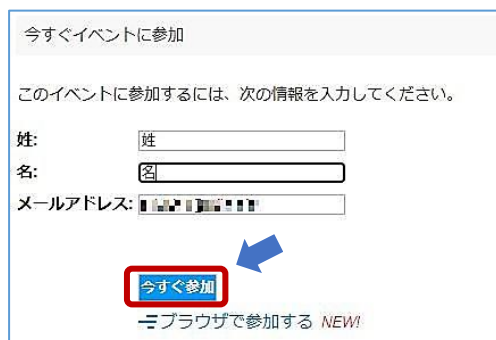 今すぐイベントに参加
このイベントに参加するには、次の情報を入力してください。
姓: 姓
名: 名
メールアドレス:
今すぐ参加
ブラウザで参加する NEW!